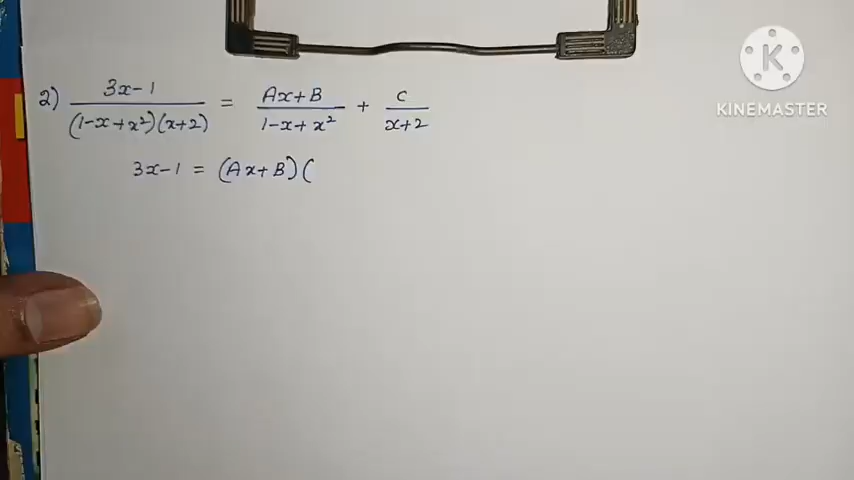 2) 3x-1 / (1-x+x²)(x+2) = Ax+B / 1-x+x² + C / x+2
3x-1 = (Ax+B)(
K
KINEMASTER